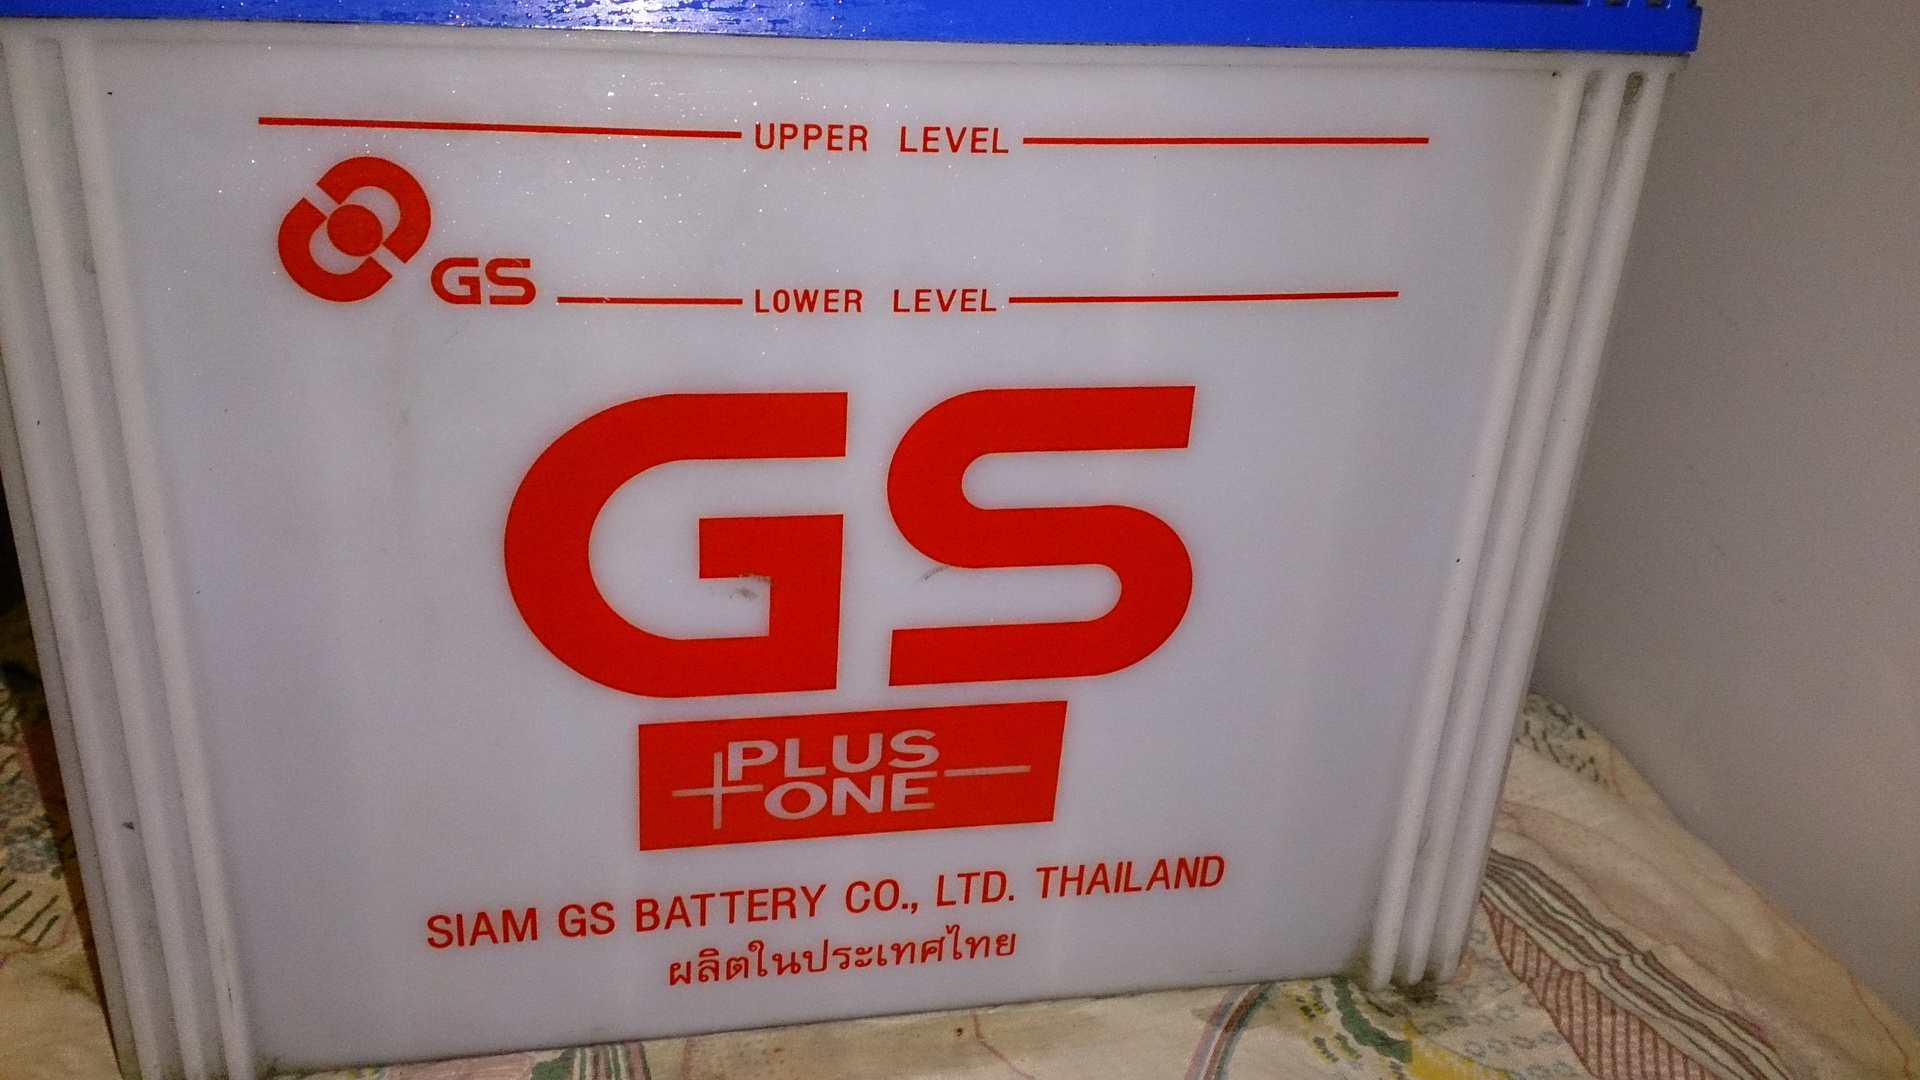 UPPER LEVEL
GS
LOWER LEVEL
GS
PLUS
ONE
SIAM GS BATTERY CO., LTD. THAILAND
ผลิตในประเทศไทย